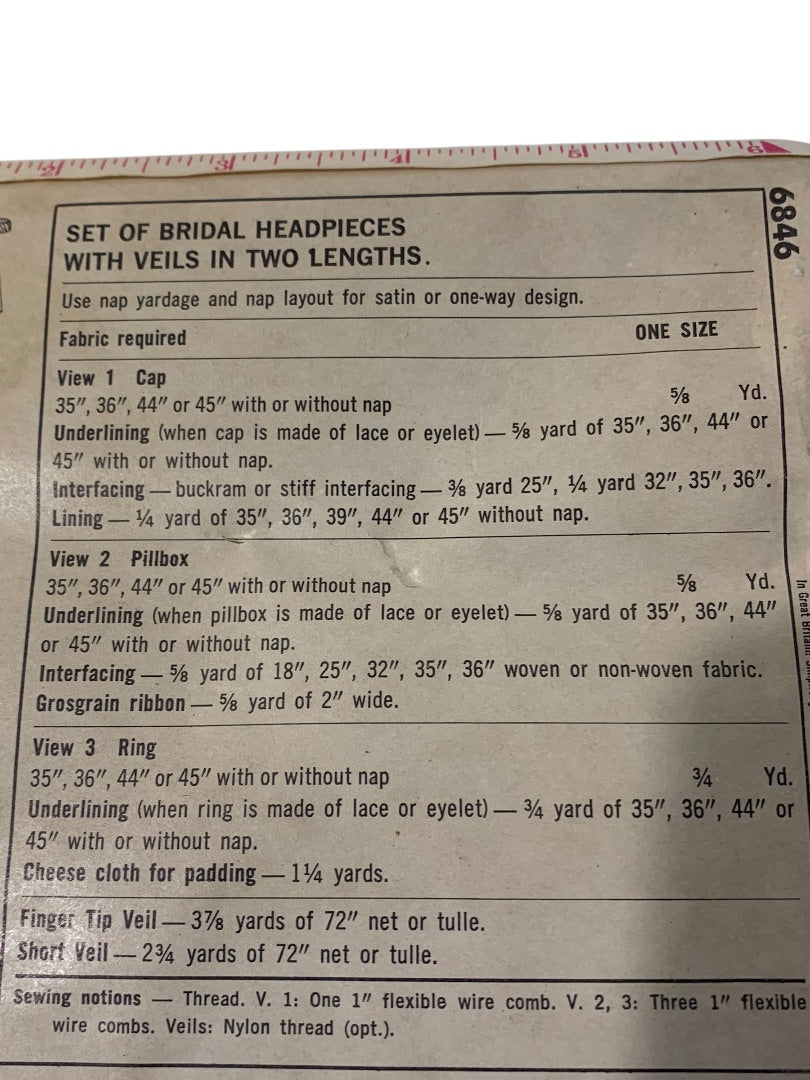 2 3 4 5 6
6846
SET OF BRIDAL HEADPIECES
WITH VEILS IN TWO LENGTHS.
Use nap yardage and nap layout for satin or one-way design.
Fabric required ONE SIZE
View 1 Cap
35″, 36″, 44″ or 45″ with or without nap ⅝ Yd.
Underlining (when cap is made of lace or eyelet) — ⅝ yard of 35″, 36″, 44″ or
45″ with or without nap.
Interfacing — buckram or stiff interfacing — ⅜ yard 25″, ¼ yard 32″, 35″, 36″.
Lining — ¼ yard of 35″, 36″, 39″, 44″ or 45″ without nap.
View 2 Pillbox
35″, 36″, 44″ or 45″ with or without nap ⅝ Yd.
Underlining (when pillbox is made of lace or eyelet) — ⅝ yard of 35″, 36″, 44″
or 45″ with or without nap.
Interfacing — ⅝ yard of 18″, 25″, 32″, 35″, 36″ woven or non-woven fabric.
Grosgrain ribbon — ⅝ yard of 2″ wide.
View 3 Ring
35″, 36″, 44″ or 45″ with or without nap ¾ Yd.
Underlining (when ring is made of lace or eyelet) — ¾ yard of 35″, 36″, 44″ or
45″ with or without nap.
Cheese cloth for padding — 1¼ yards.
Finger Tip Veil — 3⅞ yards of 72″ net or tulle.
Short Veil — 2¾ yards of 72″ net or tulle.
Sewing notions — Thread. V. 1: One 1″ flexible wire comb. V. 2, 3: Three 1″ flexible
wire combs. Veils: Nylon thread (opt.).
In Great Britain